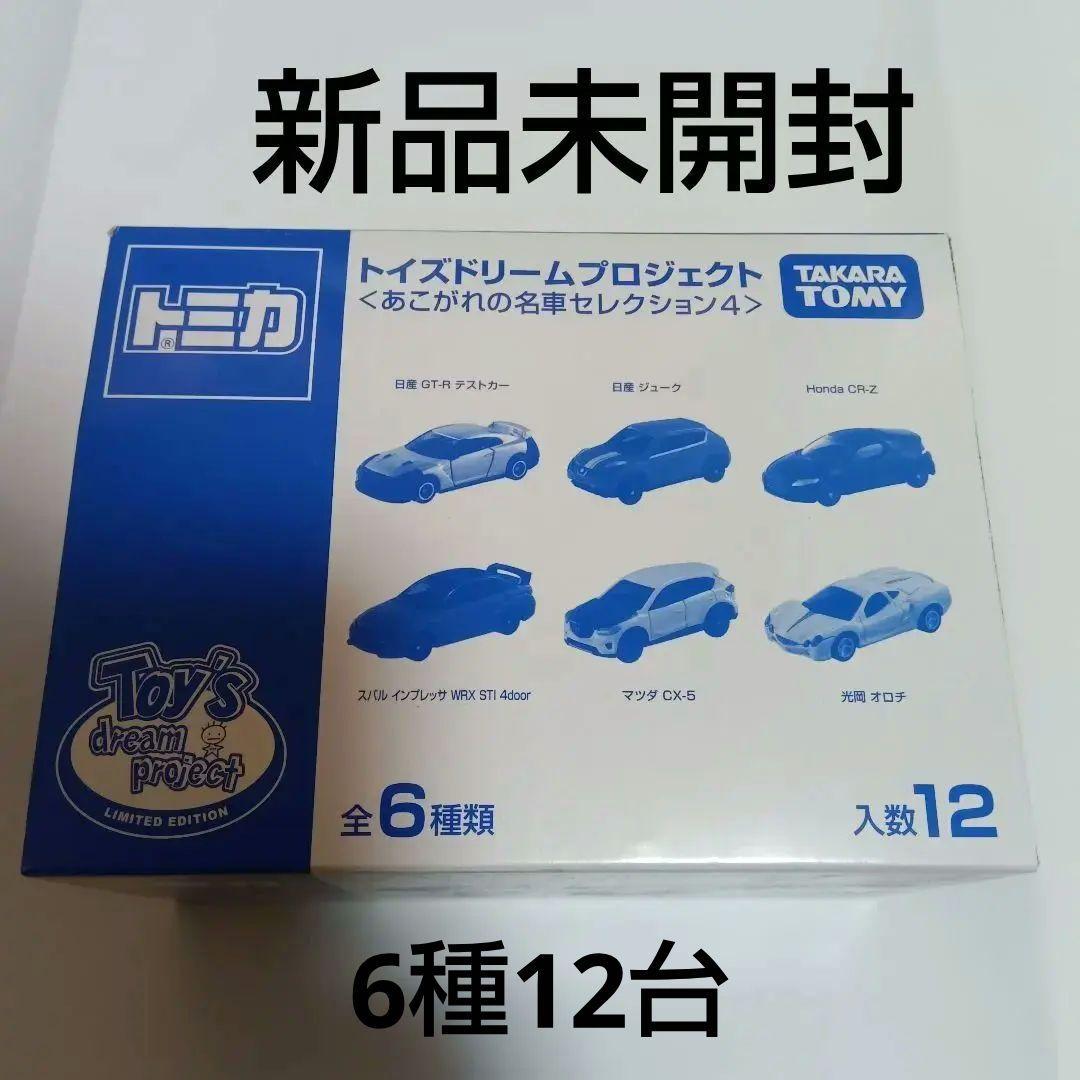 新品未開封
トミカ®
トイズドリームプロジェクト
<あこがれの名車セレクション4>
TAKARA
TOMY
日産 GT-R テストカー
日産 ジューク
Honda CR-Z
スバル インプレッサ WRX STI 4door
マツダ CX-5
光岡 オロチ
Toy's
dream
project
LIMITED EDITION
全6種類
入数12
6種12台